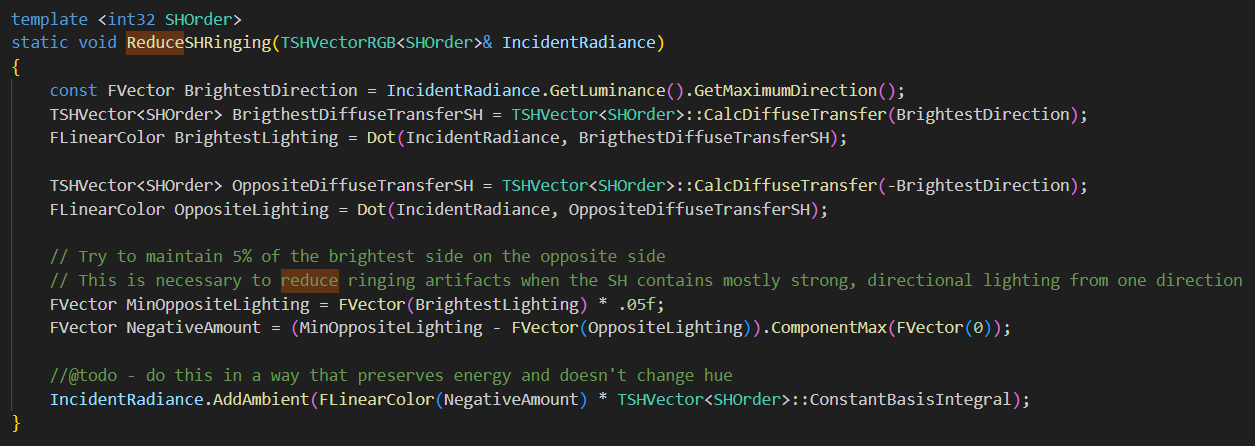 template <int32 SHOrder>
static void ReduceSHRinging(TSHVectorRGB<SHOrder>& IncidentRadiance)
{
const FVector BrightestDirection = IncidentRadiance.GetLuminance().GetMaximumDirection();
TSHVector<SHOrder> BrigthestDiffuseTransferSH = TSHVector<SHOrder>::CalcDiffuseTransfer(BrightestDirection);
FLinearColor BrightestLighting = Dot(IncidentRadiance, BrigthestDiffuseTransferSH);
TSHVector<SHOrder> OppositeDiffuseTransferSH = TSHVector<SHOrder>::CalcDiffuseTransfer(-BrightestDirection);
FLinearColor OppositeLighting = Dot(IncidentRadiance, OppositeDiffuseTransferSH);
// Try to maintain 5% of the brightest side on the opposite side
// This is necessary to reduce ringing artifacts when the SH contains mostly strong, directional lighting from one direction
FVector MinOppositeLighting = FVector(BrightestLighting) * .05f;
FVector NegativeAmount = (MinOppositeLighting - FVector(OppositeLighting)).ComponentMax(FVector(0));
//@todo - do this in a way that preserves energy and doesn't change hue
IncidentRadiance.AddAmbient(FLinearColor(NegativeAmount) * TSHVector<SHOrder>::ConstantBasisIntegral);
}